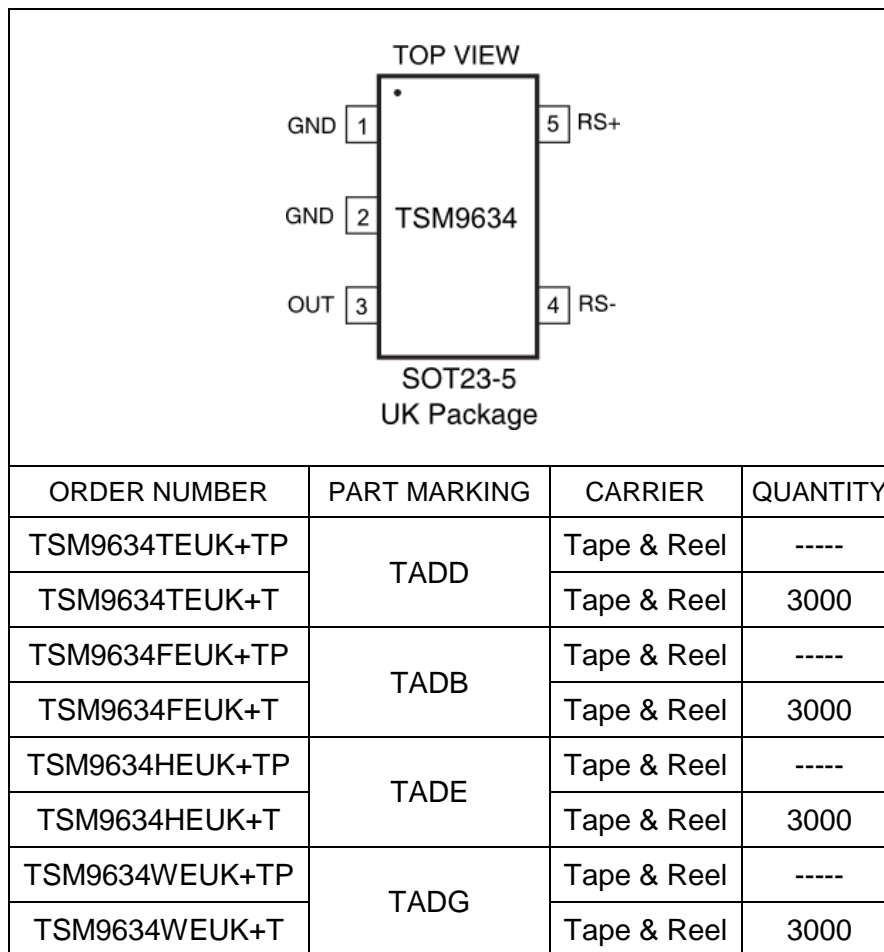 TOP VIEW
GND 1
5 RS+
GND 2
TSM9634
OUT 3
4 RS-
SOT23-5
UK Package
ORDER NUMBER PART MARKING CARRIER QUANTITY
TSM9634TEUK+TP TADD Tape & Reel -----
TSM9634TEUK+T Tape & Reel 3000
TSM9634FEUK+TP TADB Tape & Reel -----
TSM9634FEUK+T Tape & Reel 3000
TSM9634HEUK+TP TADE Tape & Reel -----
TSM9634HEUK+T Tape & Reel 3000
TSM9634WEUK+TP TADG Tape & Reel -----
TSM9634WEUK+T Tape & Reel 3000